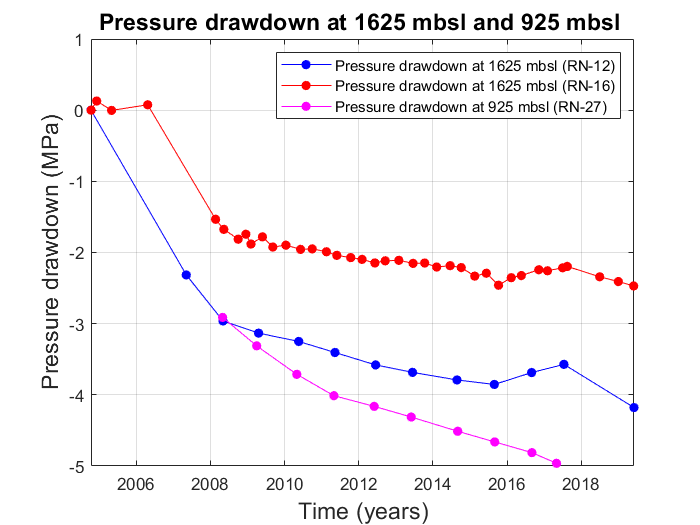 Pressure drawdown at 1625 mbsl and 925 mbsl
Pressure drawdown at 1625 mbsl (RN-12)
Pressure drawdown at 1625 mbsl (RN-16)
Pressure drawdown at 925 mbsl (RN-27)
Pressure drawdown (MPa)
1
0
-1
-2
-3
-4
-5
2006 2008 2010 2012 2014 2016 2018
Time (years)